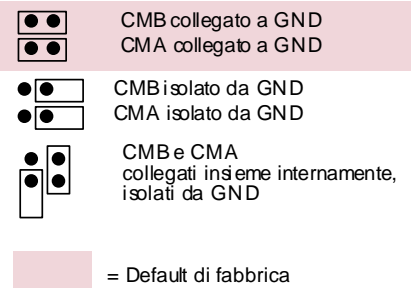 CMB collegato a GND
CMA collegato a GND
CMB isolato da GND
CMA isolato da GND
CMB e CMA
collegati insieme internamente,
isolati da GND
= Default di fabbrica